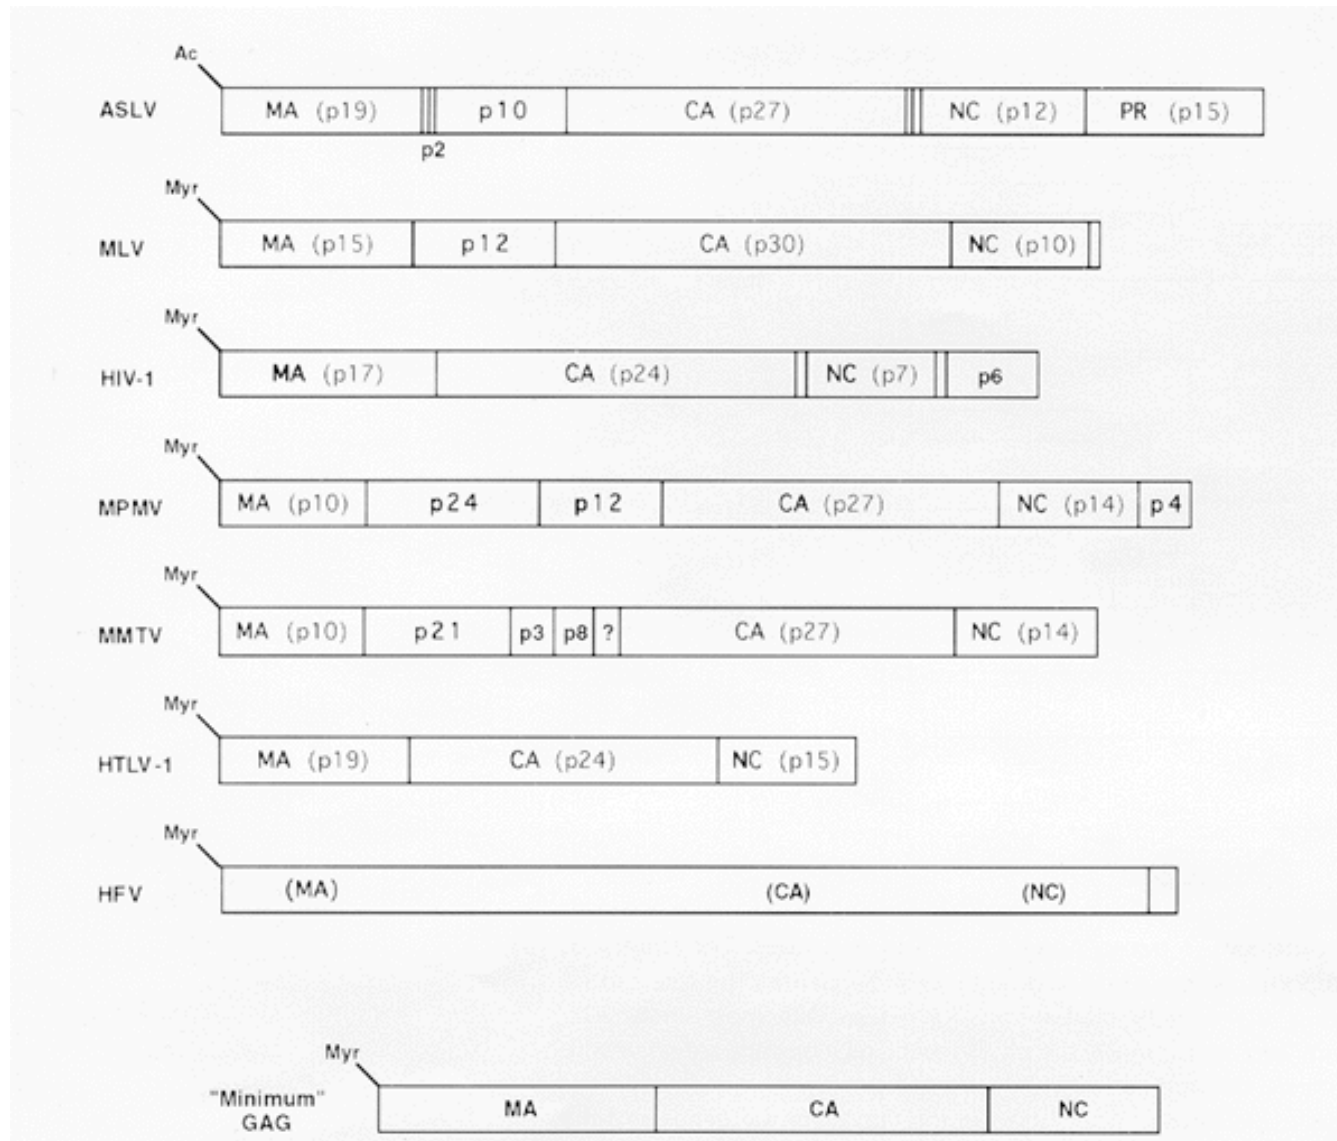 Ac
ASLV MA (p19) p10 CA (p27) NC (p12) PR (p15)
p2
Myr
MLV MA (p15) p12 CA (p30) NC (p10)
Myr
HIV-1 MA (p17) CA (p24) NC (p7) p6
Myr
MPMV MA (p10) p24 p12 CA (p27) NC (p14) p4
Myr
MMTV MA (p10) p21 p3 p8 ? CA (p27) NC (p14)
Myr
HTLV-1 MA (p19) CA (p24) NC (p15)
Myr
HFV (MA) (CA) (NC)
Myr
"Minimum" GAG MA CA NC